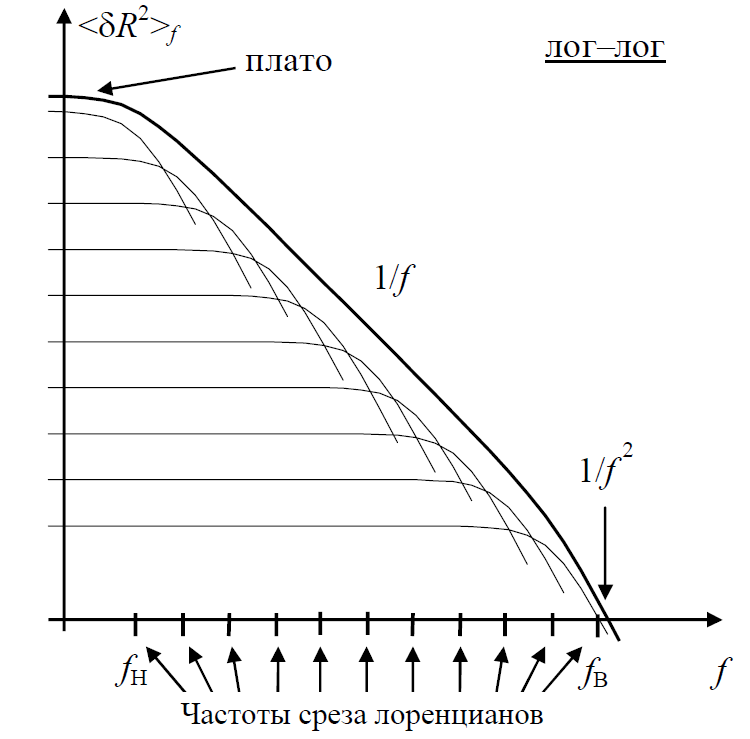 <δR²>f
лог–лог
плато
1/f
1/f²
fН
fВ
f
Частоты среза лоренцианов